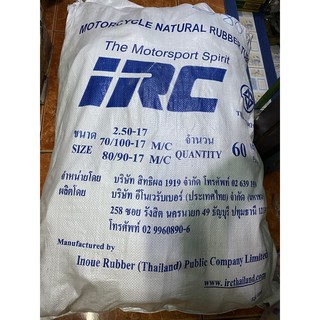 MOTORCYCLE NATURAL RUBBER
The Motorsport Spirit
iRC
ขนาด 2.50-17 จำนวน
SIZE 70/100-17 M/C QUANTITY 60
80/90-17 M/C
จำหน่ายโดย บริษัท สิทธิผล 1919 จำกัด โทรศัพท์ 02 639
ผลิตโดย บริษัท อีโนเวรับเบอร์ (ประเทศไทย) จำกัด
258 ซอย รังสิต นครนายก 49 ธัญบุรี ปทุมธานี
โทรศัพท์ 02 9960890-6
Manufactured by
Inoue Rubber (Thailand) Public Company Limited
www.ircthailand.com